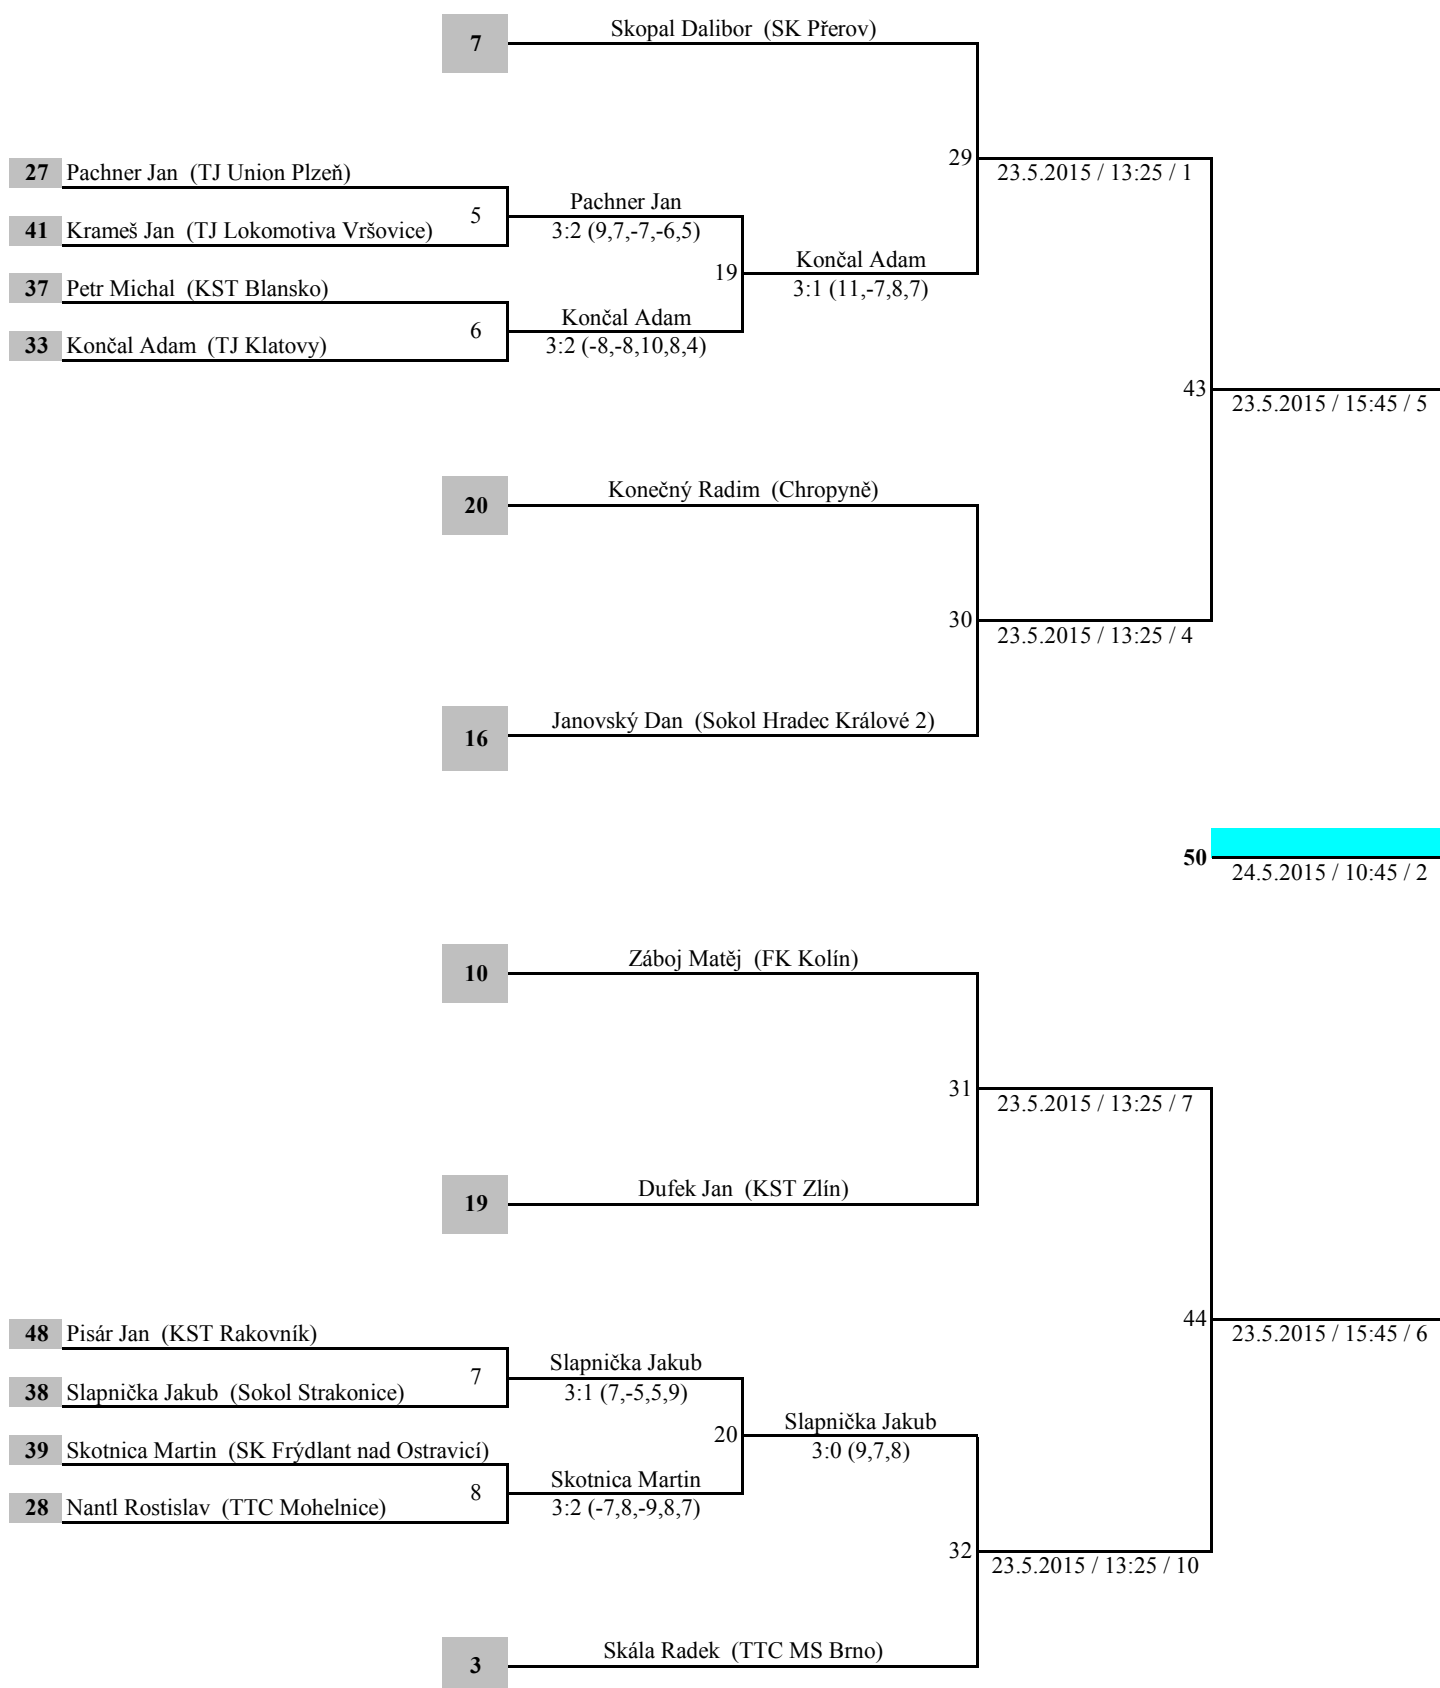 7 Skopal Dalibor (SK Přerov)
29 23.5.2015 / 13:25 / 1
27 Pachner Jan (TJ Union Plzeň)
5 Pachner Jan
3:2 (9,7,-7,-6,5)
41 Krameš Jan (TJ Lokomotiva Vršovice)
19 Končal Adam
3:1 (11,-7,8,7)
37 Petr Michal (KST Blansko)
6 Končal Adam
3:2 (-8,-8,10,8,4)
33 Končal Adam (TJ Klatovy)
43 23.5.2015 / 15:45 / 5
20 Konečný Radim (Chropyně)
30 23.5.2015 / 13:25 / 4
16 Janovský Dan (Sokol Hradec Králové 2)
50 24.5.2015 / 10:45 / 2
10 Záboj Matěj (FK Kolín)
31 23.5.2015 / 13:25 / 7
19 Dufek Jan (KST Zlín)
44 23.5.2015 / 15:45 / 6
48 Pisár Jan (KST Rakovník)
7 Slapnička Jakub
3:1 (7,-5,5,9)
38 Slapnička Jakub (Sokol Strakonice)
20 Slapnička Jakub
3:0 (9,7,8)
39 Skotnica Martin (SK Frýdlant nad Ostravicí)
8 Skotnica Martin
3:2 (-7,8,-9,8,7)
28 Nantl Rostislav (TTC Mohelnice)
32 23.5.2015 / 13:25 / 10
3 Skála Radek (TTC MS Brno)